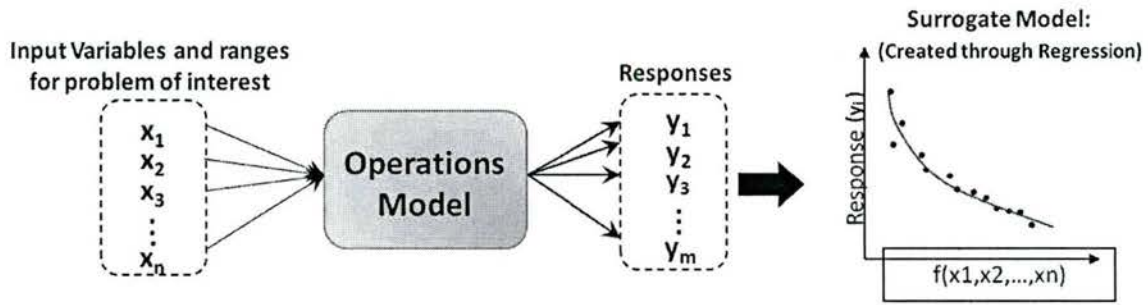 Input Variables and ranges
for problem of interest
x1
x2
x3
⋮
xn
Operations
Model
Responses
y1
y2
y3
⋮
ym
Surrogate Model:
(Created through Regression)
Response (yi)
f(x1,x2,...,xn)